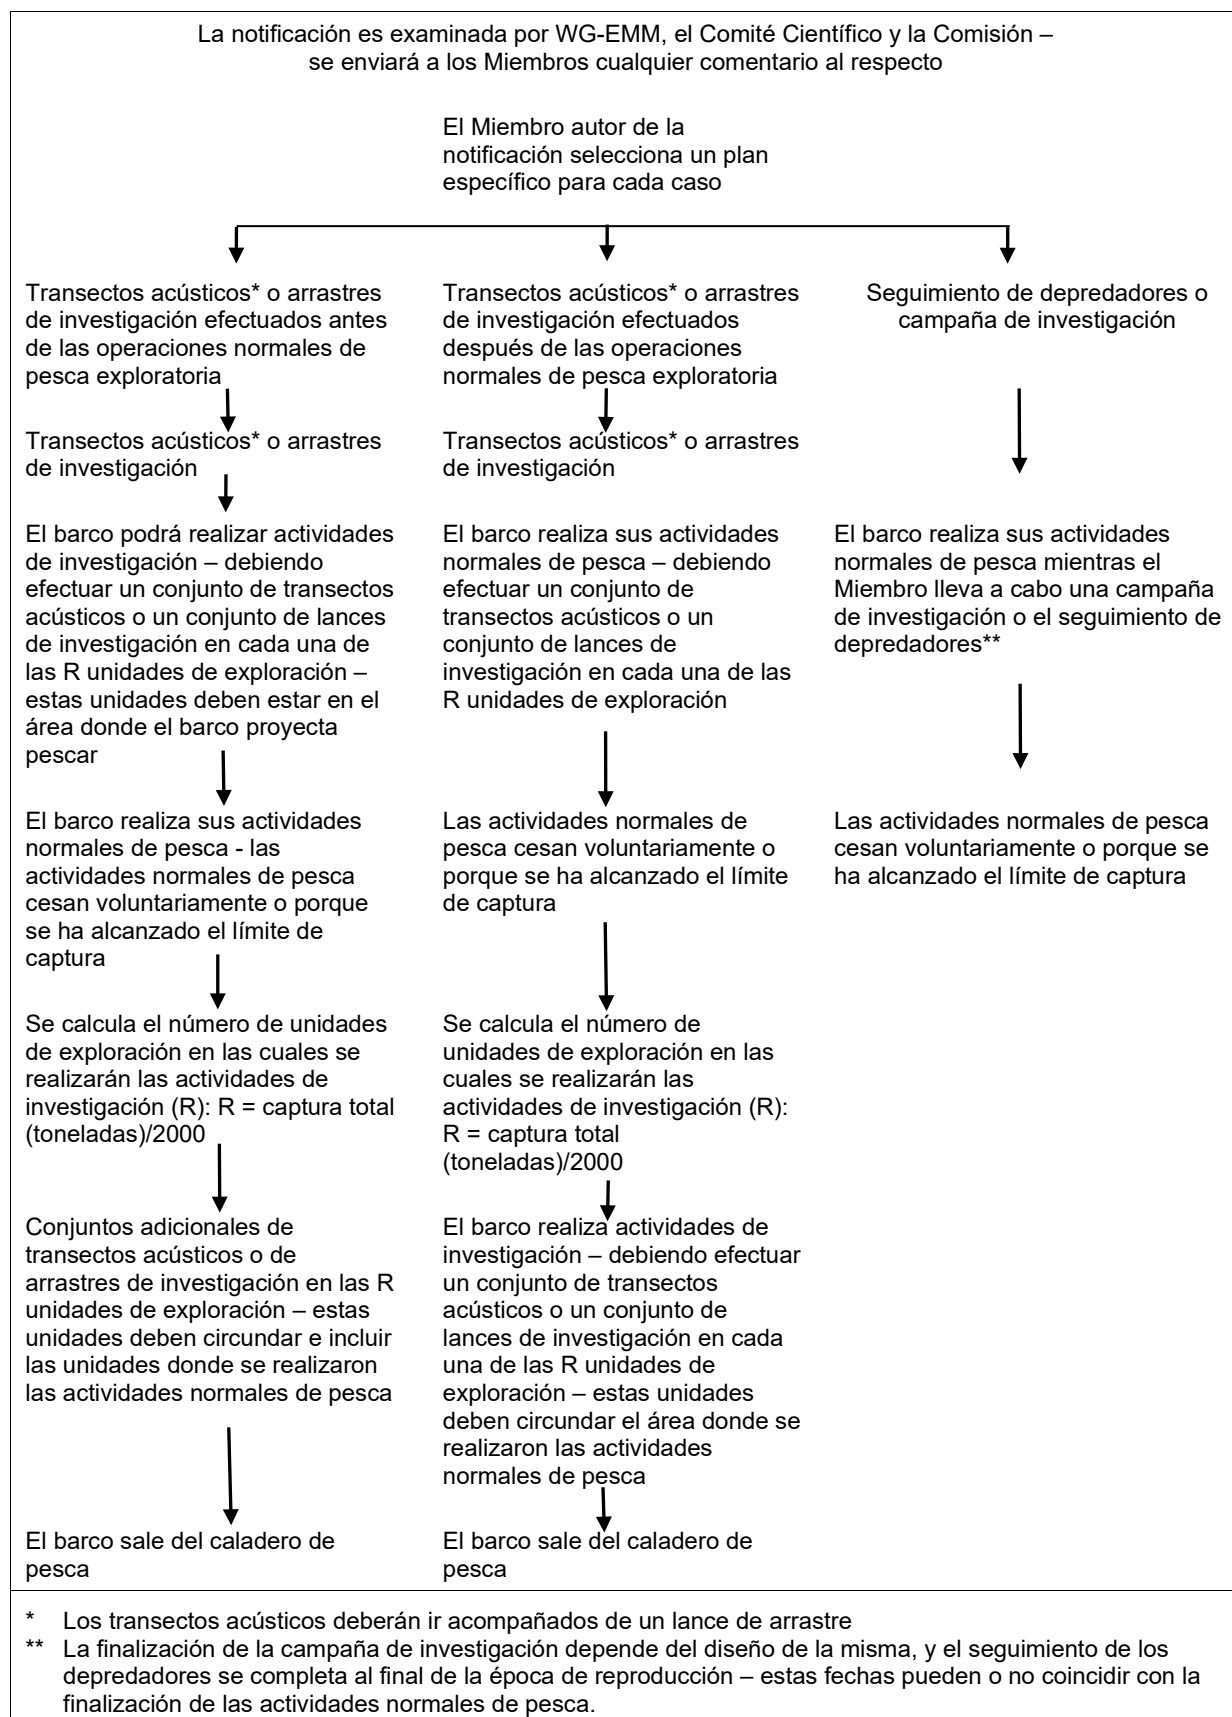 La notificación es examinada por WG-EMM, el Comité Científico y la Comisión –
se enviará a los Miembros cualquier comentario al respecto
El Miembro autor de la
notificación selecciona un plan
específico para cada caso
Transectos acústicos* o arrastres
de investigación efectuados antes
de las operaciones normales de
pesca exploratoria
Transectos acústicos* o arrastres
de investigación
El barco podrá realizar actividades
de investigación – debiendo
efectuar un conjunto de transectos
acústicos o un conjunto de lances
de investigación en cada una de
las R unidades de exploración –
estas unidades deben estar en el
área donde el barco proyecta
pescar
El barco realiza sus actividades
normales de pesca - las
actividades normales de pesca
cesan voluntariamente o porque
se ha alcanzado el límite de
captura
Se calcula el número de unidades
de exploración en las cuales se
realizarán las actividades de
investigación (R): R = captura total
(toneladas)/2000
Conjuntos adicionales de
transectos acústicos o de
arrastres de investigación en las R
unidades de exploración – estas
unidades deben circundar e incluir
las unidades donde se realizaron
las actividades normales de pesca
El barco sale del caladero de
pesca
Transectos acústicos* o arrastres
de investigación efectuados
después de las operaciones
normales de pesca exploratoria
Transectos acústicos* o arrastres
de investigación
El barco realiza sus actividades
normales de pesca – debiendo
efectuar un conjunto de
transectos acústicos o un
conjunto de lances de
investigación en cada una de las
R unidades de exploración
Las actividades normales de
pesca cesan voluntariamente o
porque se ha alcanzado el límite
de captura
Se calcula el número de
unidades de exploración en las
cuales se realizarán las
actividades de investigación (R):
R = captura total
(toneladas)/2000
El barco realiza actividades de
investigación – debiendo efectuar
un conjunto de transectos
acústicos o un conjunto de
lances de investigación en cada
una de las R unidades de
exploración – estas unidades
deben circundar el área donde se
realizaron las actividades
normales de pesca
El barco sale del caladero de
pesca
Seguimiento de depredadores o
campaña de investigación
El barco realiza sus actividades
normales de pesca mientras el
Miembro lleva a cabo una campaña
de investigación o el seguimiento de
depredadores**
Las actividades normales de pesca
cesan voluntariamente o porque se
ha alcanzado el límite de captura
* Los transectos acústicos deberán ir acompañados de un lance de arrastre
** La finalización de la campaña de investigación depende del diseño de la misma, y el seguimiento de los
depredadores se completa al final de la época de reproducción – estas fechas pueden o no coincidir con la
finalización de las actividades normales de pesca.